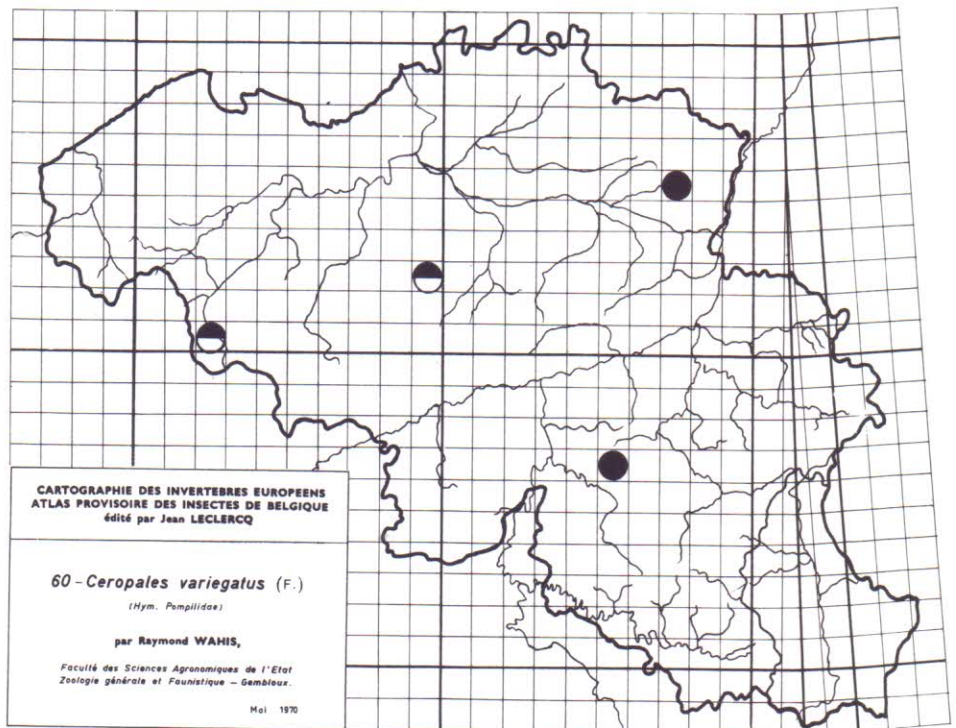 CARTOGRAPHIE DES INVERTEBRES EUROPEENS
ATLAS PROVISOIRE DES INSECTES DE BELGIQUE
édité par Jean LECLERCQ
60 - Ceropales variegatus (F.)
(Hym. Pompilidae)
par Raymond WAHIS,
Faculté des Sciences Agronomiques de l'Etat
Zoologie générale et Faunistique – Gembloux.
Mai 1970